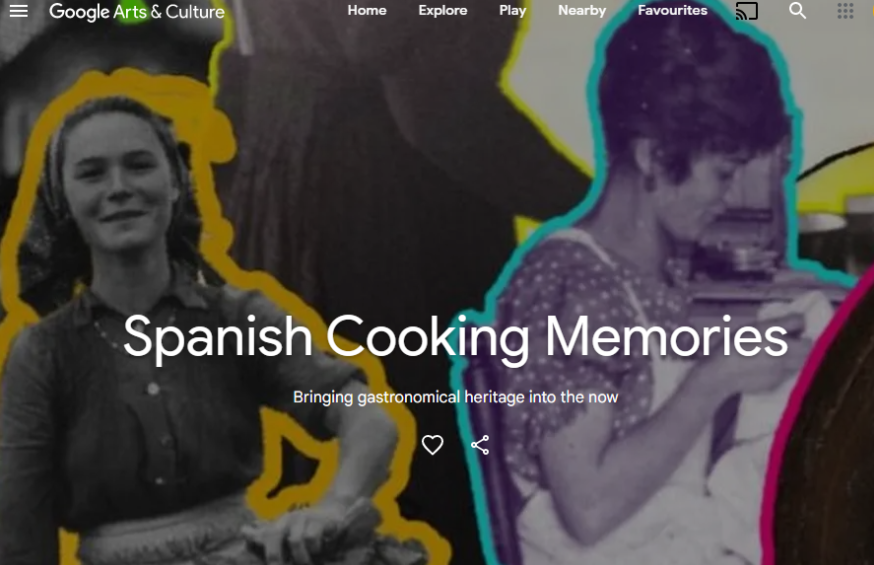 Google Arts & Culture Home Explore Play Nearby Favourites
Spanish Cooking Memories
Bringing gastronomical heritage into the now